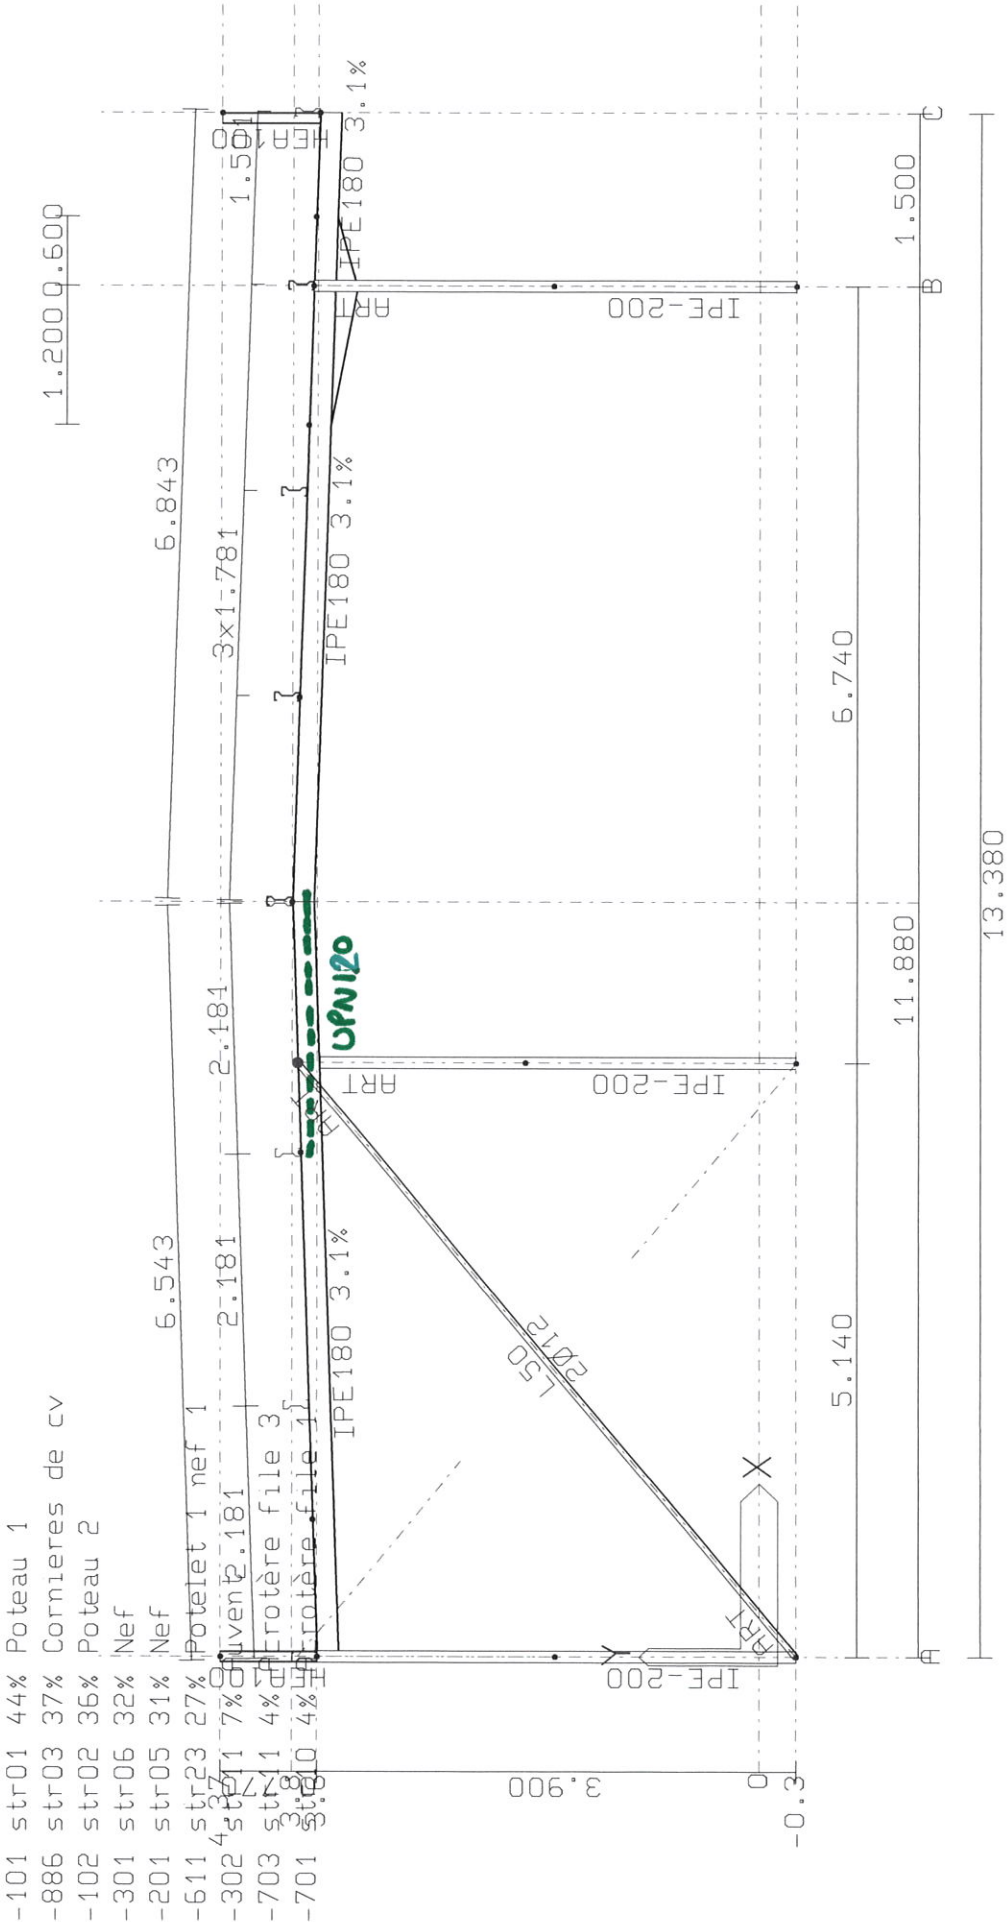 -101 str01 44% Poteau 1
-886 str03 37% Cornieres de cv
-102 str02 36% Poteau 2
-301 str06 32% Nef
-201 str05 31% Nef
-611 str23 27% Potelet 1 nef 1
-302 str11 7% Auvent
-703 str11 4% Acrotère file 3
-701 str10 4% Acrotère file 1
1.200
0.600
6.543
6.843
2.181
2.181
2.181
3x1.781
1.501
HEA100
HEA100
IPE180 3.1%
IPE180 3.1%
IPE180 3.1%
UPN120
ART
ART
ART
ART
L50
2Ø12
IPE-200
IPE-200
IPE-200
X
Y
3.900
0
-0.3
5.140
6.740
11.880
1.500
13.380
A
B
C